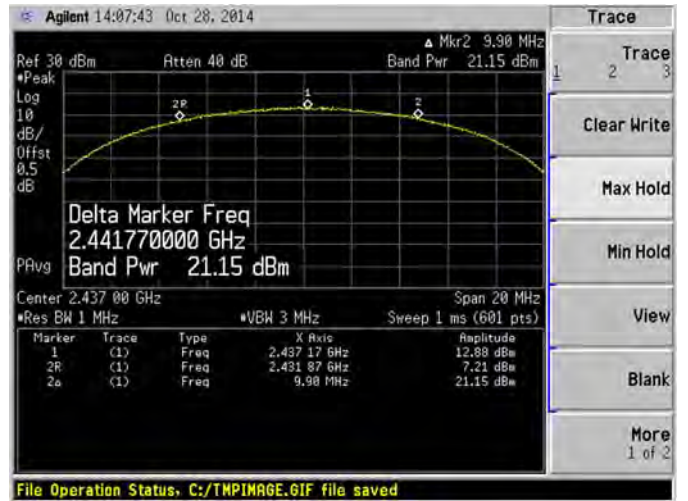 Agilent 14:07:43 Oct 28, 2014
Trace
Δ Mkr2 9.90 MHz
Ref 30 dBm Atten 40 dB Band Pwr 21.15 dBm
Trace
1 2 3
#Peak
Log
10
dB/
Offst
0.5
dB
2R
1
2
Clear Write
Max Hold
Delta Marker Freq
2.441770000 GHz
PAvg Band Pwr 21.15 dBm
Min Hold
Center 2.437 00 GHz Span 20 MHz
#Res BW 1 MHz #VBW 3 MHz Sweep 1 ms (601 pts)
View
Marker Trace Type X Axis Amplitude
1 (1) Freq 2.437 17 GHz 12.88 dBm
2R (1) Freq 2.431 87 GHz 7.21 dBm
2Δ (1) Freq 9.90 MHz 21.15 dBm
Blank
More
1 of 2
File Operation Status, C:/TMPIMAGE.GIF file saved